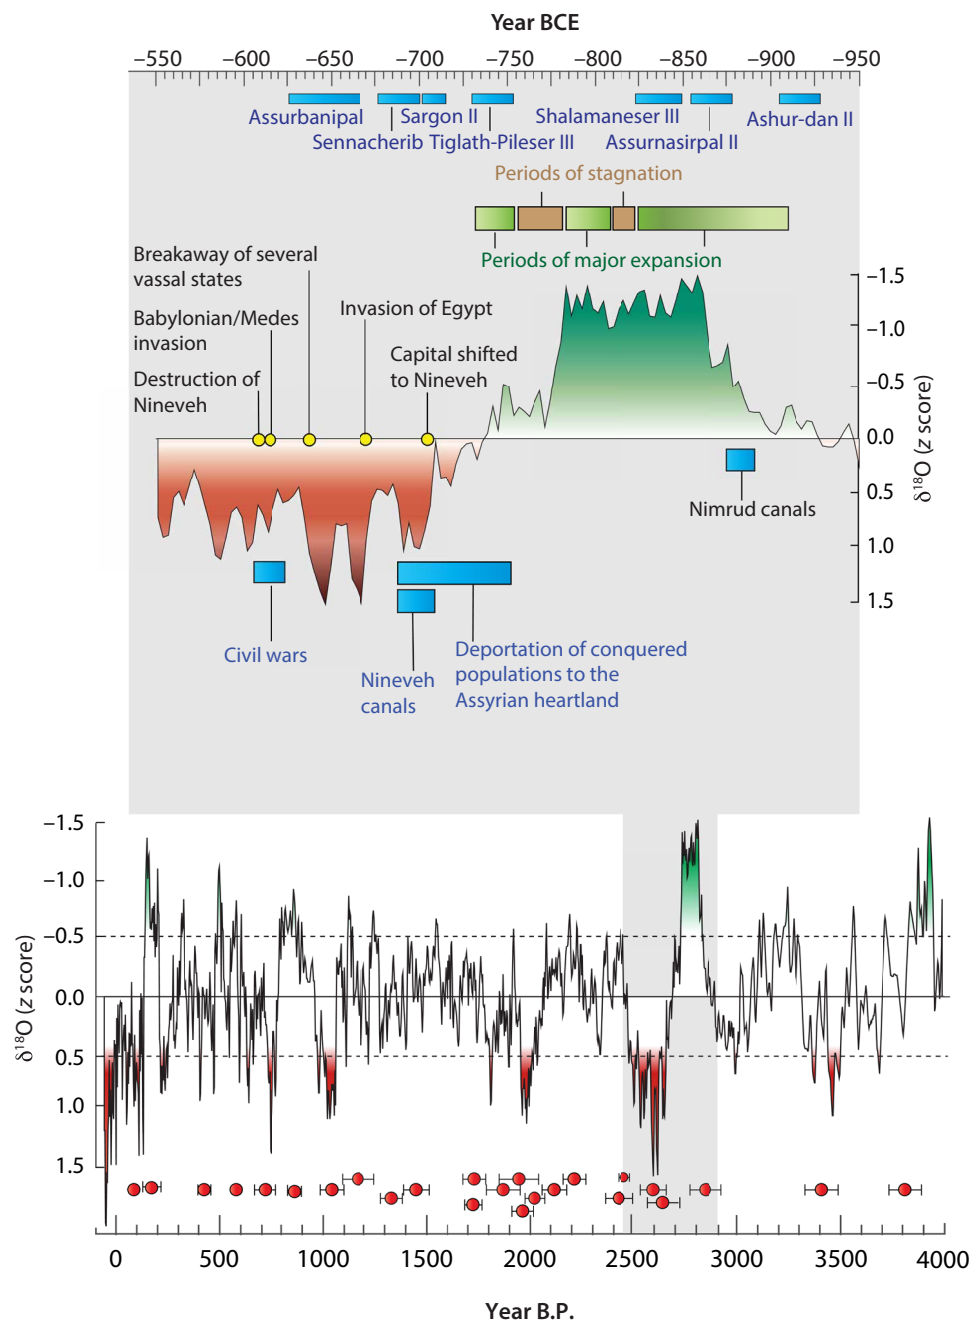 Year BCE
−550 −600 −650 −700 −750 −800 −850 −900 −950
Assurbanipal
Sargon II
Shalamaneser III
Ashur-dan II
Sennacherib
Tiglath-Pileser III
Assurnasirpal II
Periods of stagnation
Periods of major expansion
Breakaway of several
vassal states
Babylonian/Medes
invasion
Destruction of
Nineveh
Invasion of Egypt
Capital shifted
to Nineveh
−1.5
−1.0
−0.5
0.0
0.5
1.0
1.5
δ18O (z score)
Nimrud canals
Civil wars
Nineveh
canals
Deportation of conquered
populations to the
Assyrian heartland
−1.5
−1.0
−0.5
0.0
0.5
1.0
1.5
δ18O (z score)
0 500 1000 1500 2000 2500 3000 3500 4000
Year B.P.